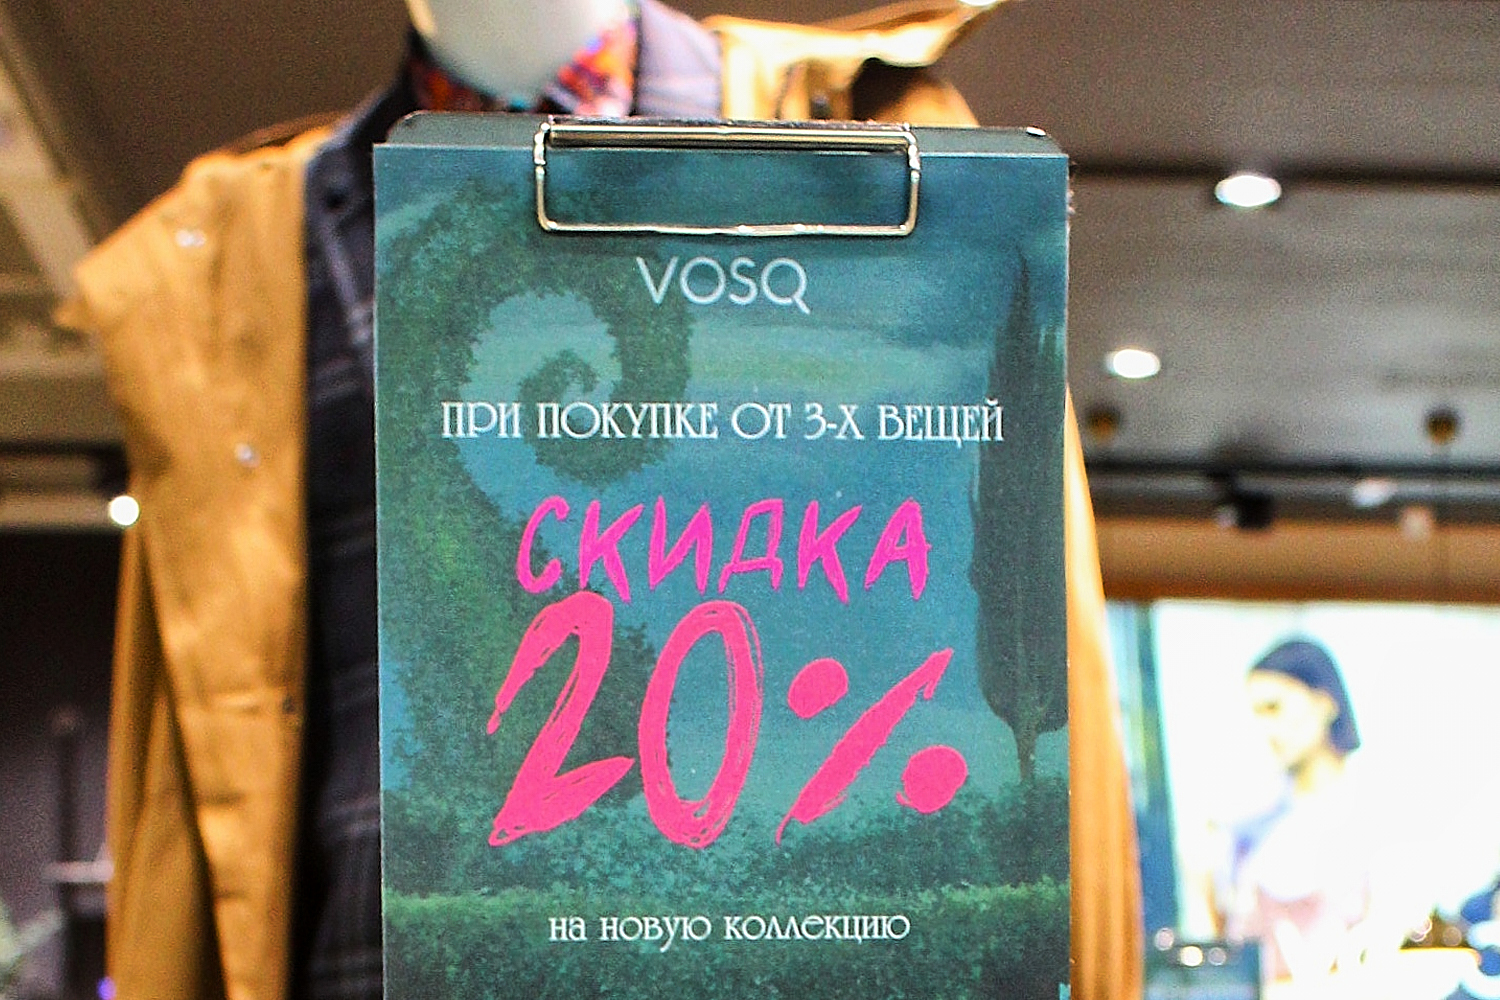 VOSQ
ПРИ ПОКУПКЕ ОТ 3-Х ВЕЩЕЙ
СКИДКА
20%
на новую коллекцию